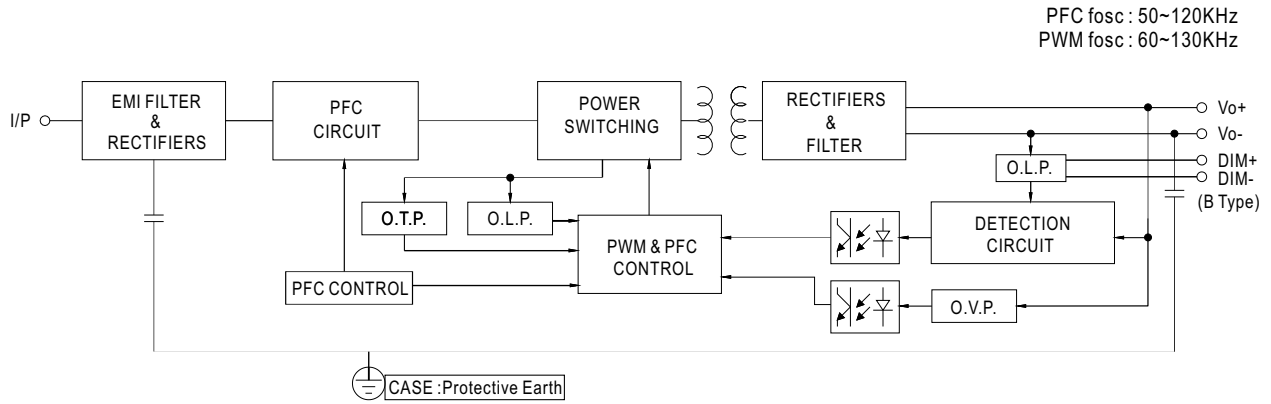 PFC fosc : 50~120KHz
PWM fosc : 60~130KHz
I/P
EMI FILTER
&
RECTIFIERS
PFC
CIRCUIT
POWER
SWITCHING
RECTIFIERS
&
FILTER
Vo+
Vo-
DIM+
DIM-
(B Type)
O.L.P.
O.T.P.
O.L.P.
PWM & PFC
CONTROL
DETECTION
CIRCUIT
PFC CONTROL
O.V.P.
CASE :Protective Earth